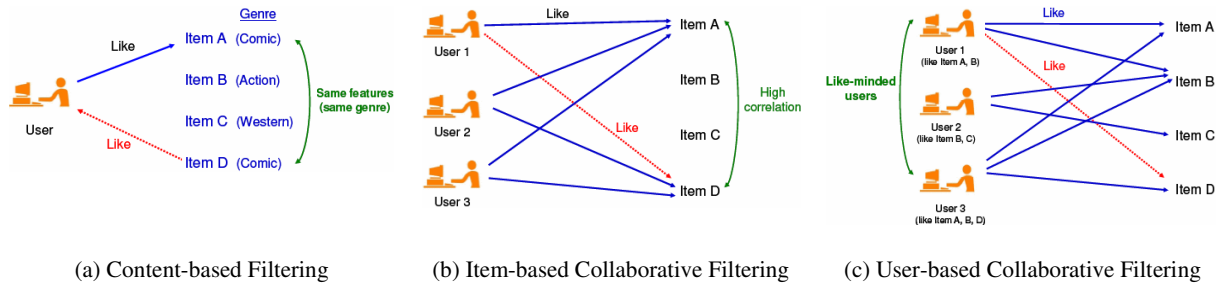 Genre
Like
Item A (Comic)
Item B (Action)
Same features
(same genre)
User
Item C (Western)
Like
Item D (Comic)
(a) Content-based Filtering
Like
Item A
User 1
Item B
High
correlation
User 2
Like
Item C
Item D
User 3
(b) Item-based Collaborative Filtering
Like
Item A
User 1
(like Item A, B)
Like
Like-minded
users
Item B
User 2
(like Item B, C)
Item C
Item D
User 3
(like Item A, B, D)
(c) User-based Collaborative Filtering